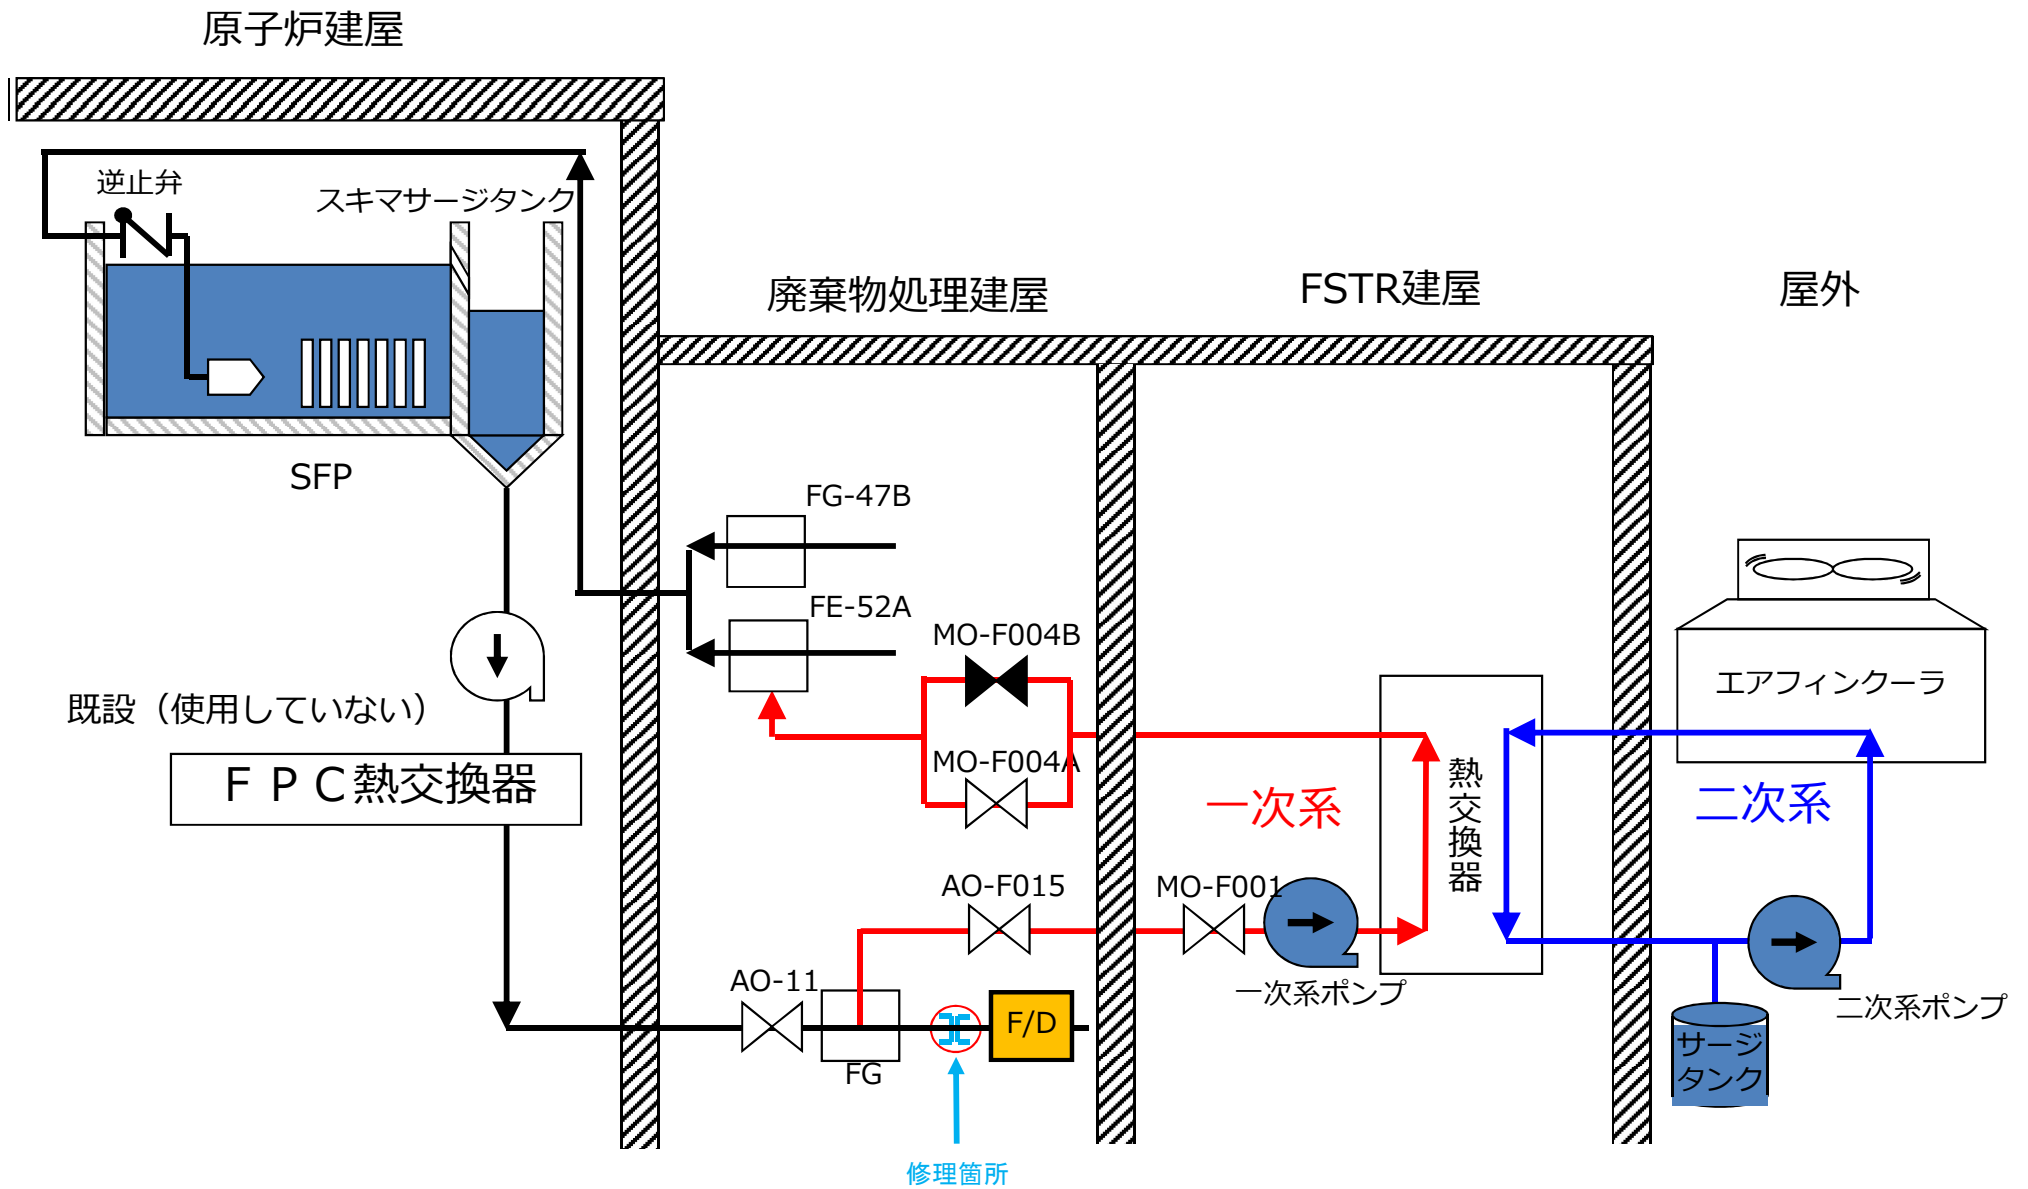 原子炉建屋
逆止弁
スキマサージタンク
廃棄物処理建屋
FSTR建屋
屋外
SFP
FG-47B
FE-52A
MO-F004B
既設（使用していない）
エアフィンクーラ
ＦＰＣ熱交換器
MO-F004A
一次系
熱交換器
二次系
AO-F015
MO-F001
AO-11
一次系ポンプ
二次系ポンプ
F/D
FG
サージ
タンク
修理箇所